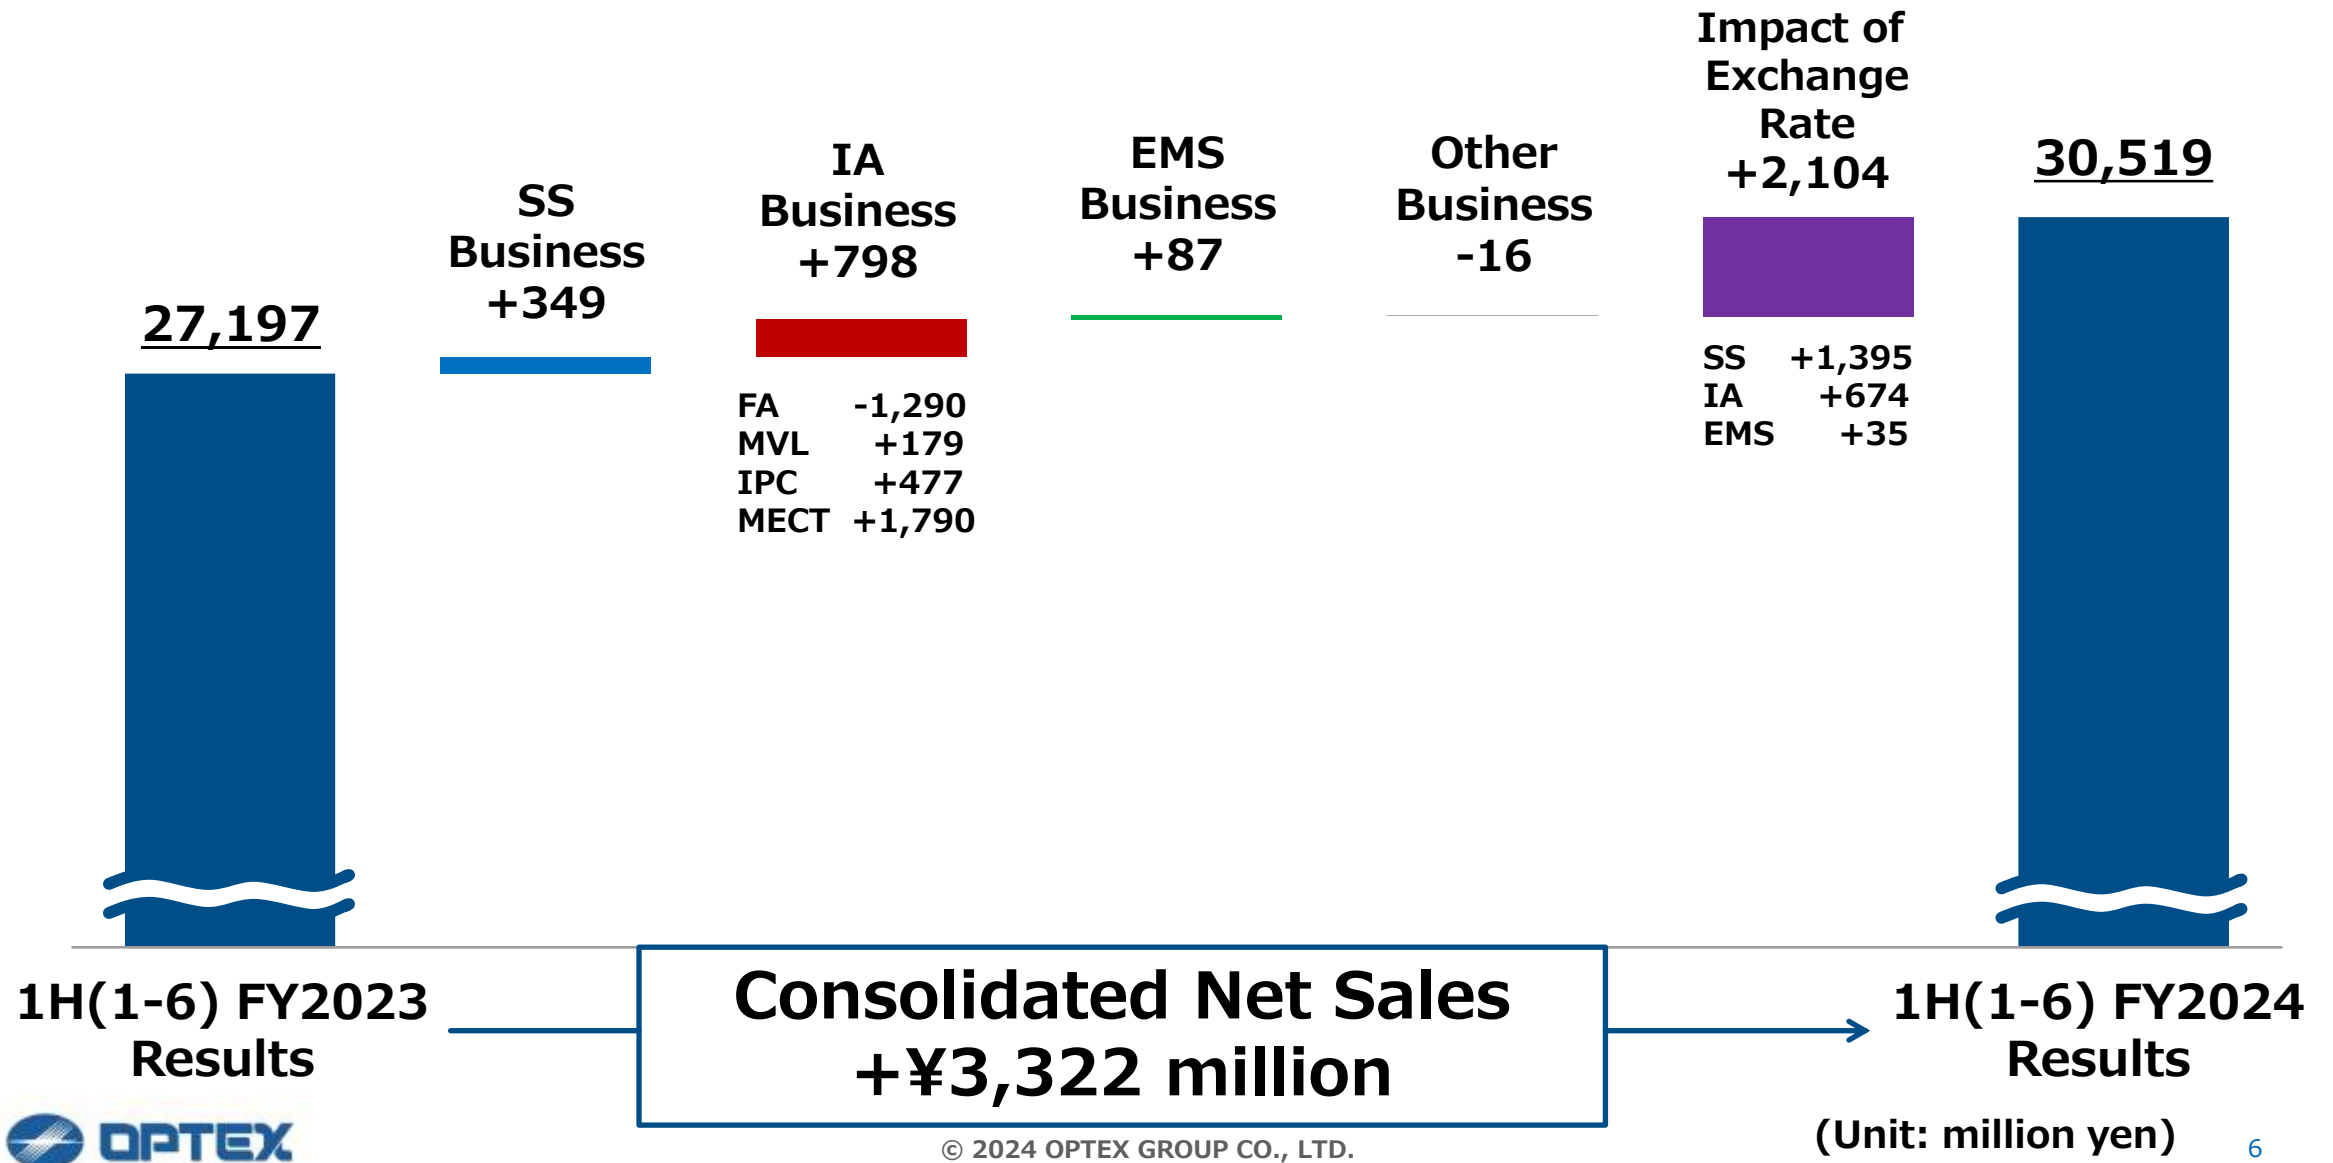 27,197
SS
Business
+349
IA
Business
+798
FA -1,290
MVL +179
IPC +477
MECT +1,790
EMS
Business
+87
Other
Business
-16
Impact of
Exchange
Rate
+2,104
SS +1,395
IA +674
EMS +35
30,519
1H(1-6) FY2023
Results
Consolidated Net Sales
+¥3,322 million
1H(1-6) FY2024
Results
(Unit: million yen)
OPTEX
© 2024 OPTEX GROUP CO., LTD.
6